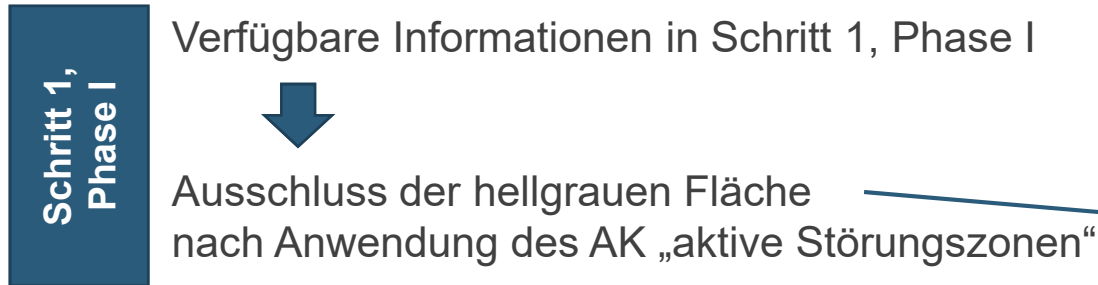 Schritt 1,
Phase I
Verfügbare Informationen in Schritt 1, Phase I
Ausschluss der hellgrauen Fläche
nach Anwendung des AK „aktive Störungszonen“